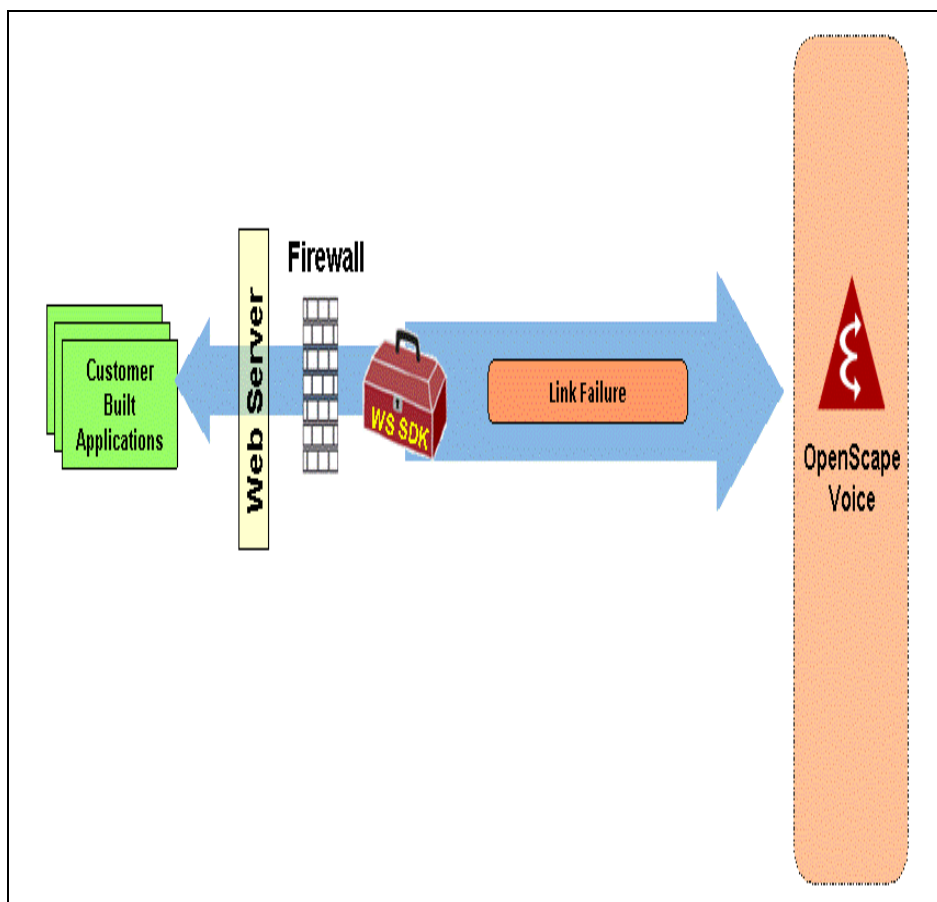 Customer
Built
Applications
Web Server
Firewall
WS SDK
Link Failure
OpenScape
Voice